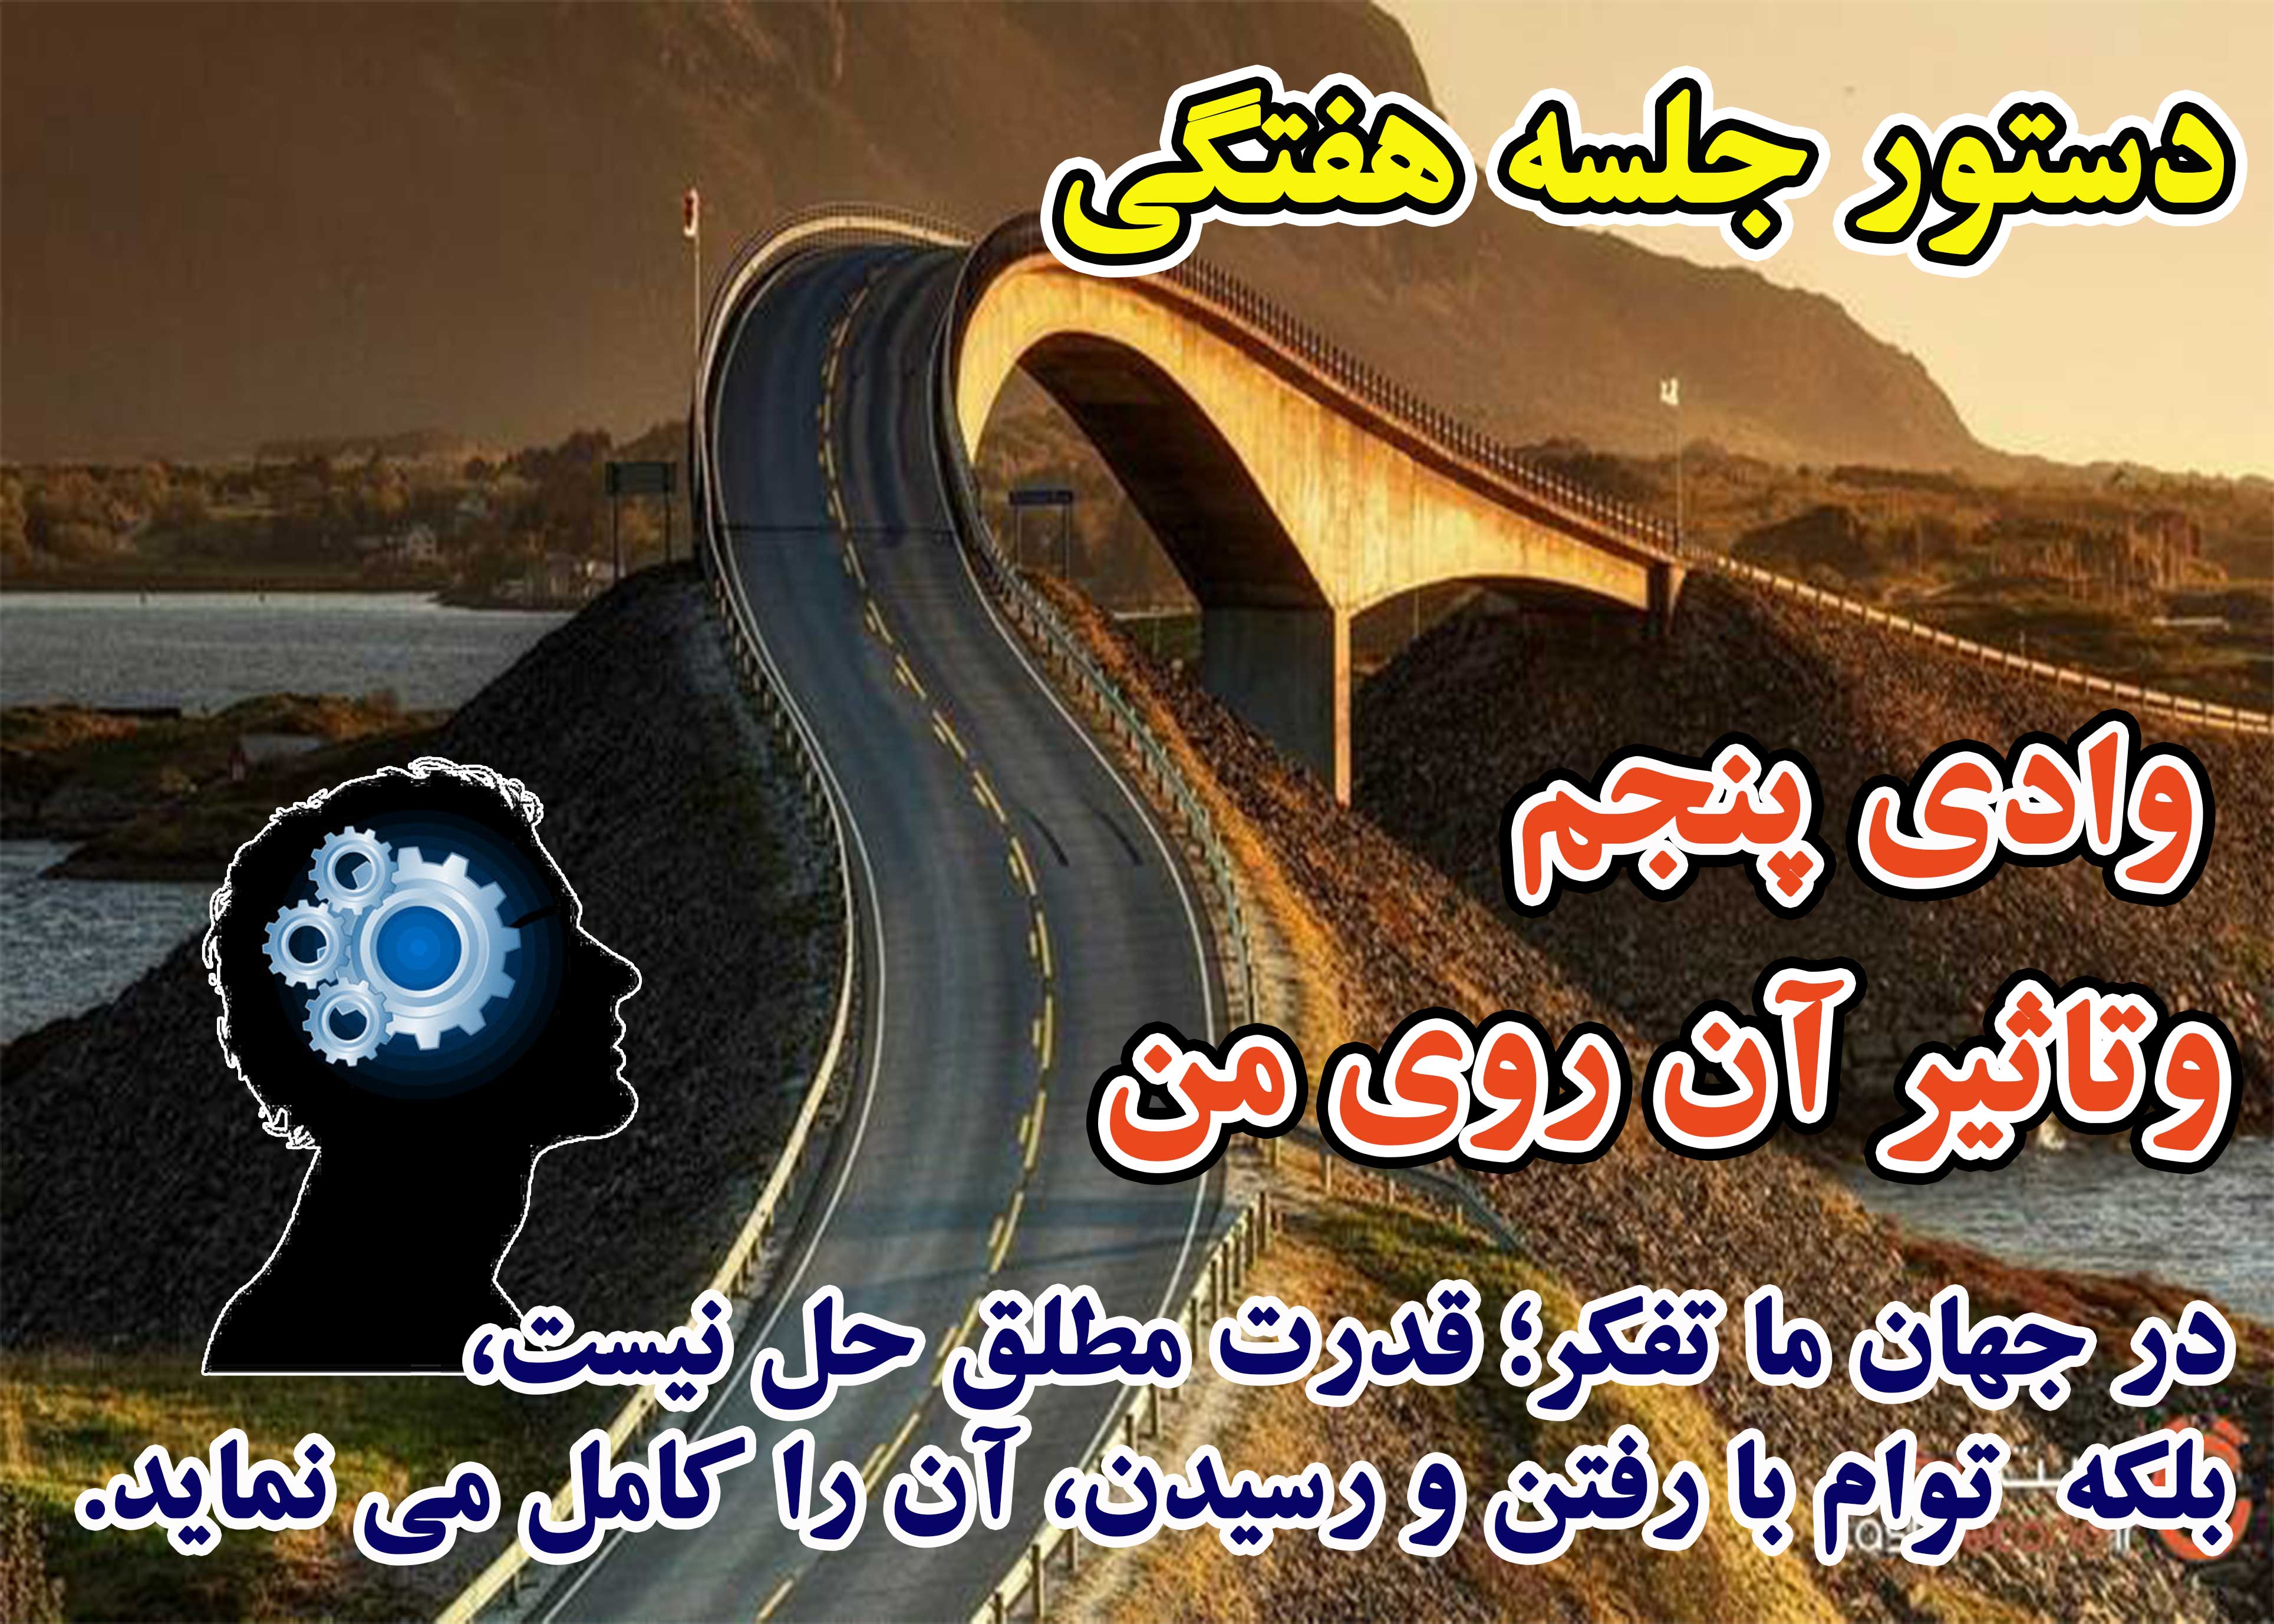 دستور جلسه هفتگی
وادی پنجم
وتاثیر آن روی من
در جهان ما تفکر؛ قدرت مطلق حل نیست،
بلکه توام با رفتن و رسیدن، آن را کامل می نماید.